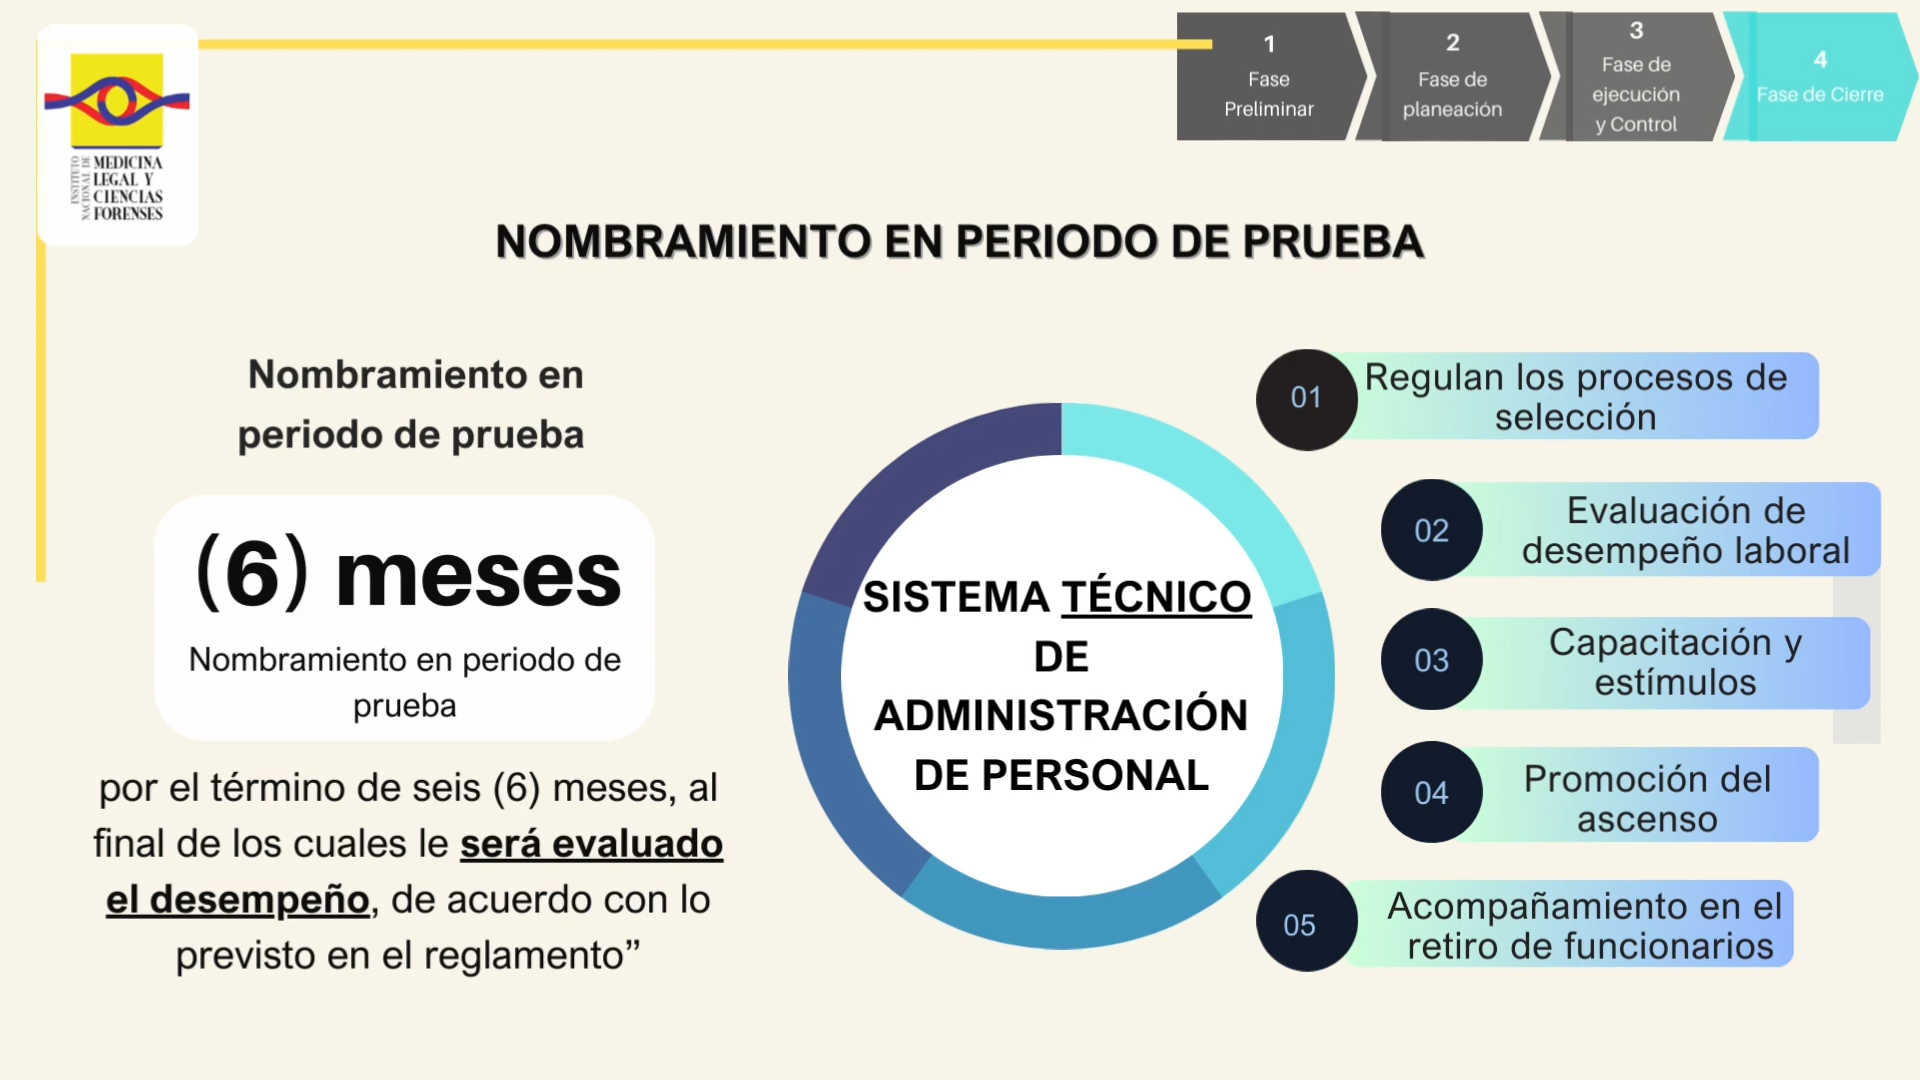 INSTITUTO
NACIONAL DE
MEDICINA
LEGAL Y
CIENCIAS
FORENSES
1
Fase
Preliminar
2
Fase de
planeación
3
Fase de
ejecución
y Control
4
Fase de Cierre
NOMBRAMIENTO EN PERIODO DE PRUEBA
Nombramiento en
periodo de prueba
(6) meses
Nombramiento en periodo de
prueba
por el término de seis (6) meses, al
final de los cuales le será evaluado
el desempeño, de acuerdo con lo
previsto en el reglamento”
SISTEMA TÉCNICO
DE
ADMINISTRACIÓN
DE PERSONAL
01
Regulan los procesos de
selección
02
Evaluación de
desempeño laboral
03
Capacitación y
estímulos
04
Promoción del
ascenso
05
Acompañamiento en el
retiro de funcionarios